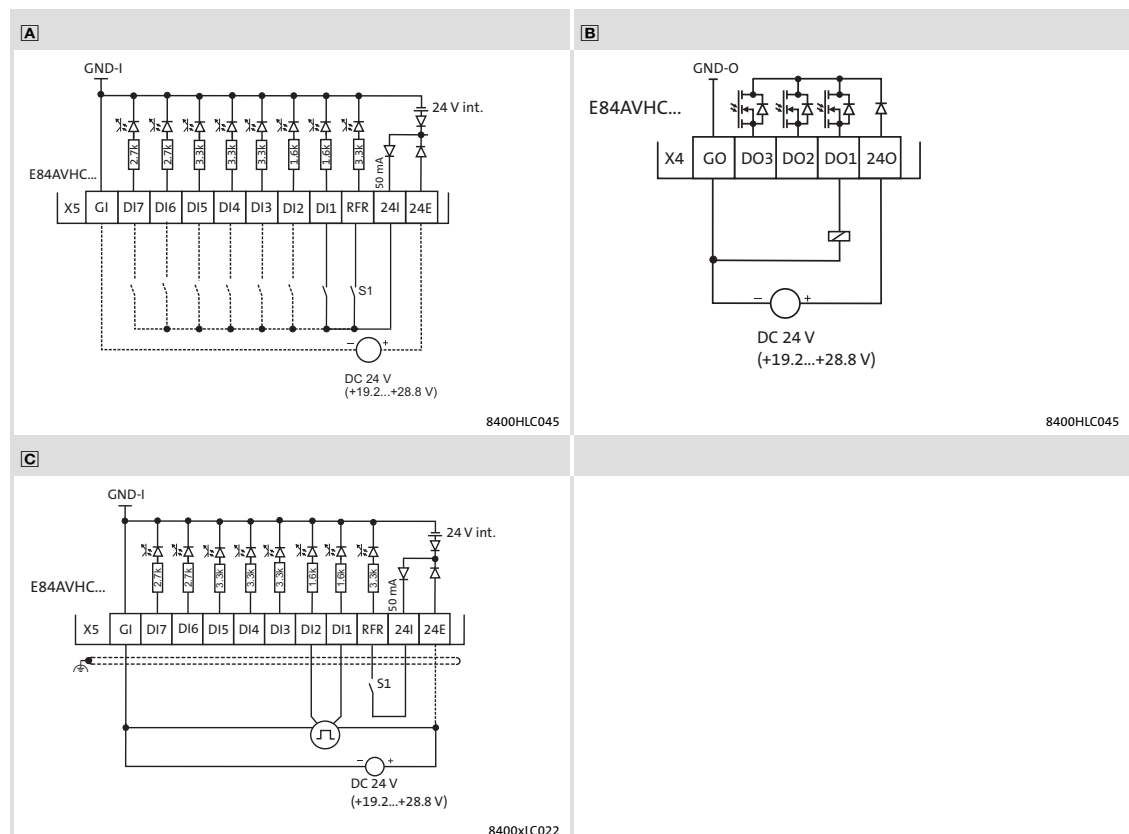 A
GND-I
24 V int.
2.7k 2.7k 3.3k 3.3k 3.3k 1.6k 1.6k 3.3k 50 mA
E84AVHC...
X5 GI DI7 DI6 DI5 DI4 DI3 DI2 DI1 RFR 24I 24E
S1
– +
DC 24 V
(+19.2...+28.8 V)
8400HLC045
B
GND-O
E84AVHC...
X4 GO DO3 DO2 DO1 24O
– +
DC 24 V
(+19.2...+28.8 V)
8400HLC045
C
GND-I
24 V int.
2.7k 2.7k 3.3k 3.3k 3.3k 1.6k 1.6k 3.3k 50 mA
E84AVHC...
X5 GI DI7 DI6 DI5 DI4 DI3 DI2 DI1 RFR 24I 24E
S1
– +
DC 24 V
(+19.2...+28.8 V)
8400xLC022